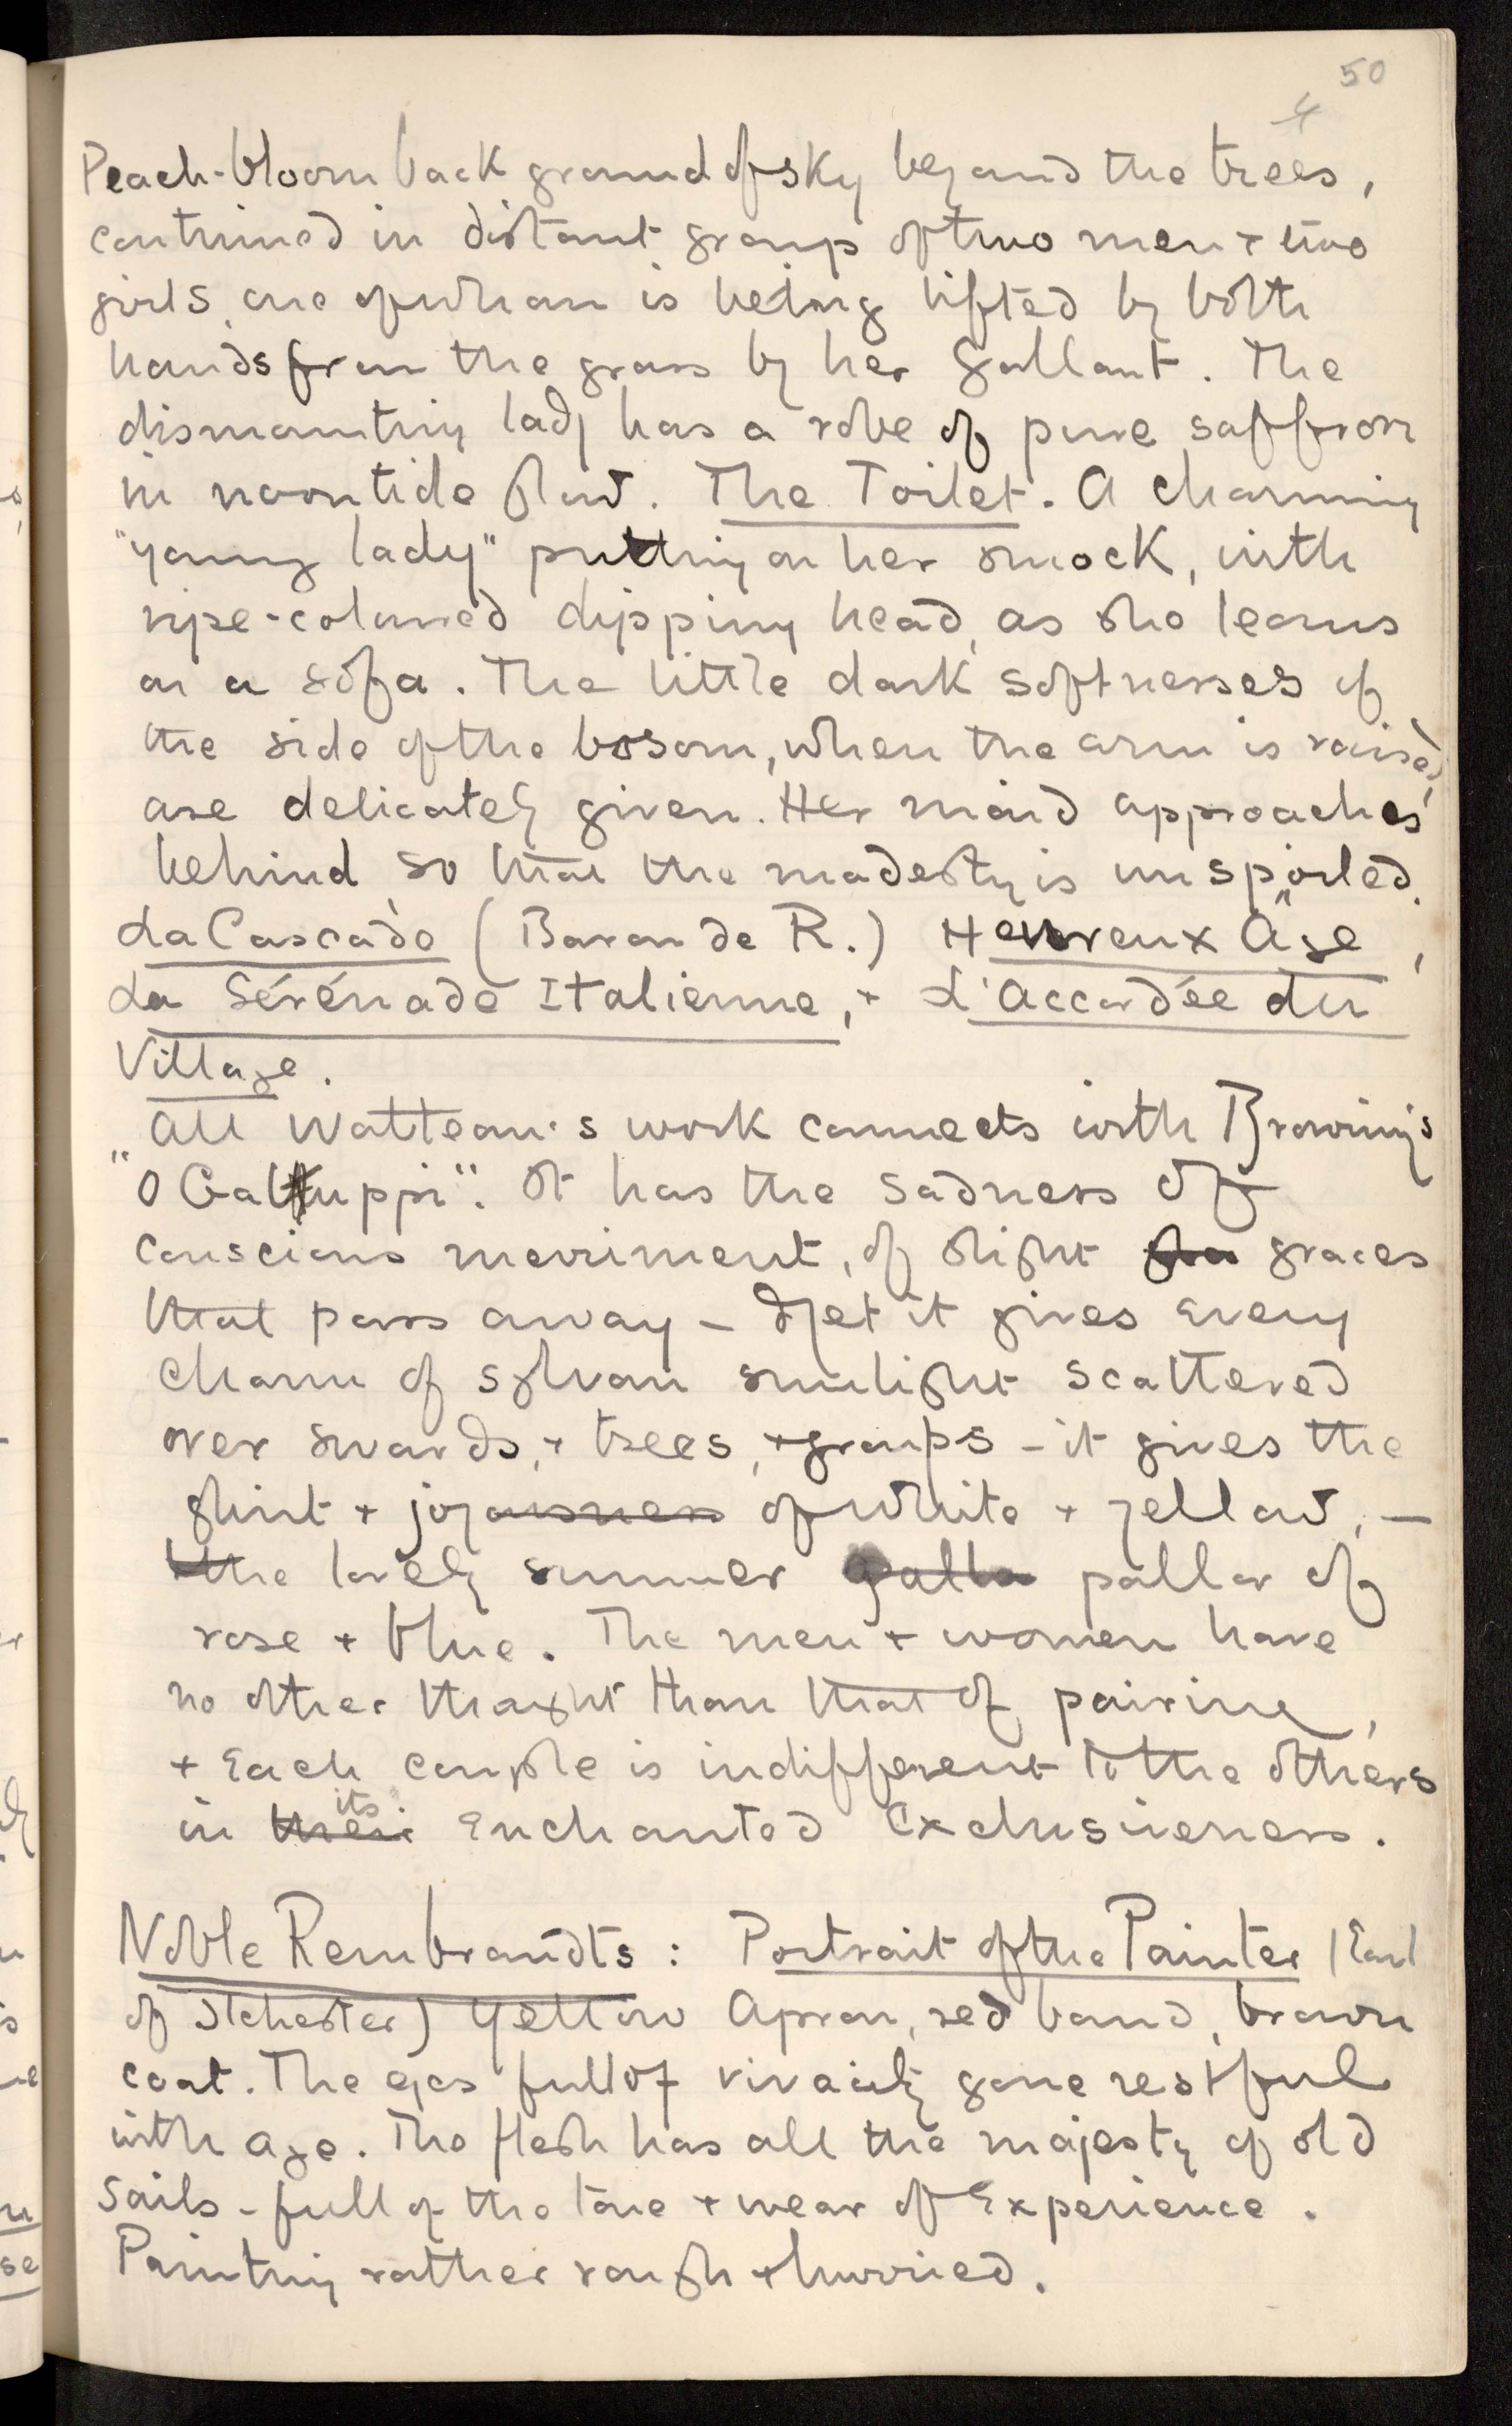 50
4
Peach-bloom background of sky beyond the trees,
continued in distant group of two men + two
girls, one of whom is being lifted by both
hands from the grass by her gallant. The
dismounting lady has a robe of pure saffron
in noontide glow. The Toilet. A charming
"young lady" putting on her smock, with
ripe-coloured dipping head, as she leans
on a sofa. The little dark softnesses of
the side of the bosom, when the arm is raised,
are delicately given. Her maid approaches
behind so that the modesty is unspoiled.
La Cascade (Baron de R.) Heureux Age,
La Sérénade Italienne, + L'Accordée du
Village.
All Watteau's work connects with Browning's
"O Galuppi". It has the sadness of
conscious merriment, of slight graces
that pass away — & yet it gives every
charm of sylvan sunlight scattered
over swards, + trees, + groups - it gives the
glint + joyousness of white + yellow, —
the lovely summer pallor of
rose + blue. The men + women have
no other thought than that of pairing,
+ each couple is indifferent to the others
in their its enchanted exclusiveness.
Noble Rembrandts: Portrait of the Painter (Earl
of Ilchester) Yellow apron, red band, brown
coat. The eyes full of vivacity gone restful
with age. The flesh has all the majesty of old
sails - full of the tone + wear of experience.
Painting rather rough + hurried.